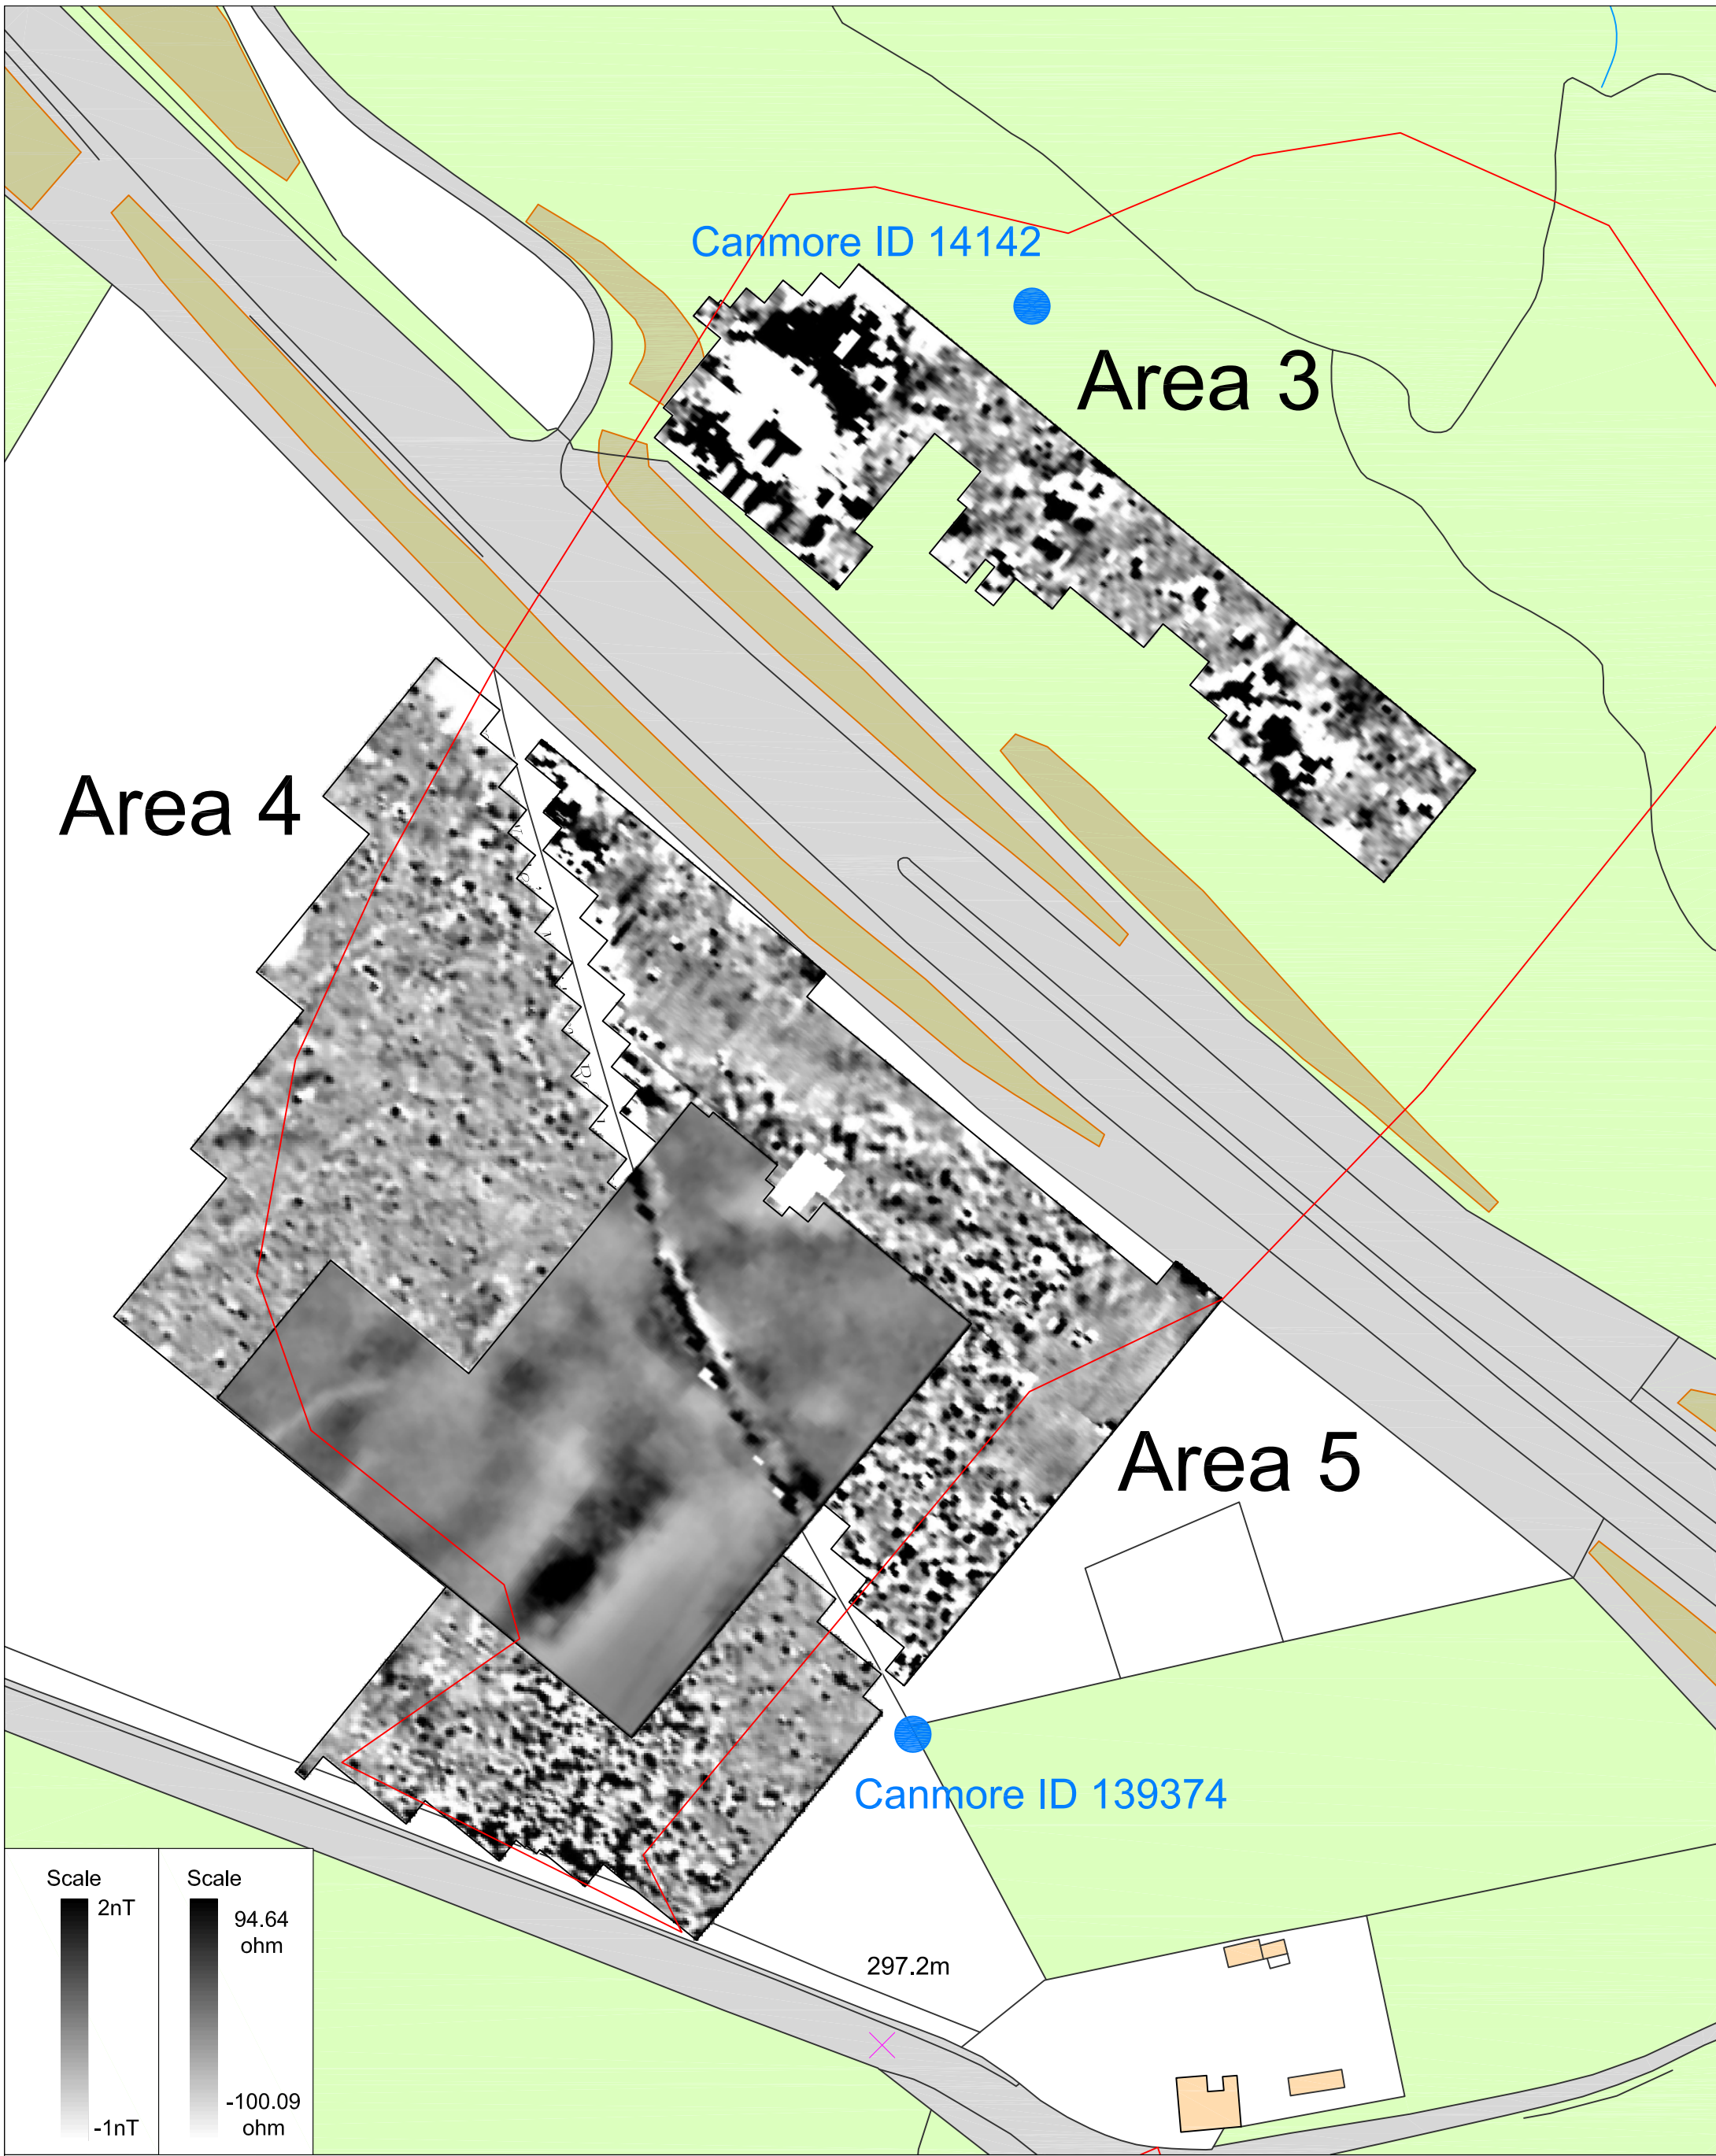 Canmore ID 14142
Area 3
Area 4
Area 5
Canmore ID 139374
297.2m
Scale
2nT
-1nT
Scale
94.64
ohm
-100.09
ohm